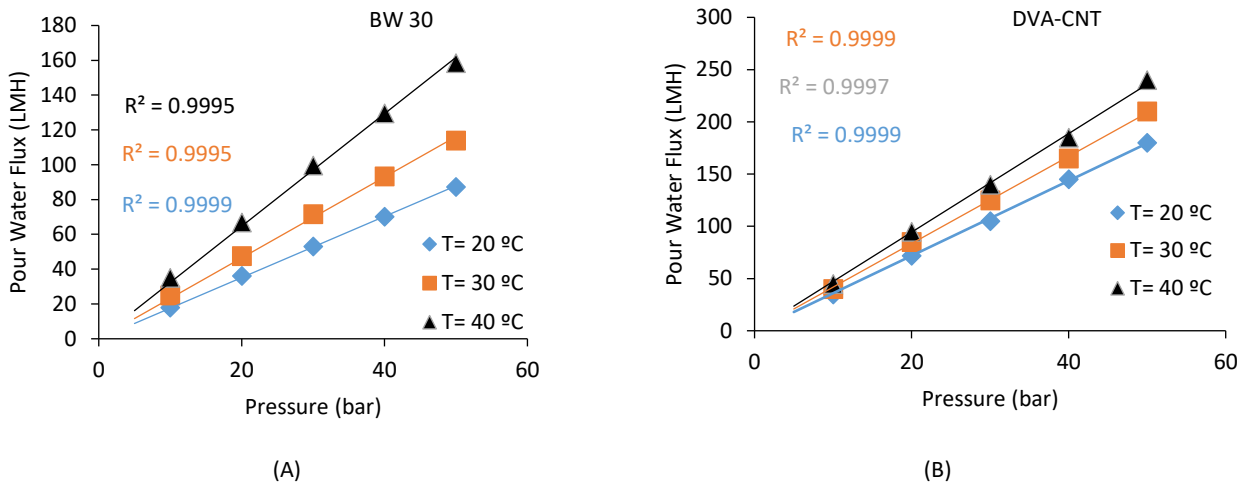 BW 30
Pour Water Flux (LMH)
180
160
140
120
100
80
60
40
20
0
R² = 0.9995
R² = 0.9995
R² = 0.9999
T= 20 ºC
T= 30 ºC
T= 40 ºC
0 20 40 60
Pressure (bar)
(A)
DVA-CNT
Pour Water Flux (LMH)
300
250
200
150
100
50
0
R² = 0.9999
R² = 0.9997
R² = 0.9999
T= 20 ºC
T= 30 ºC
T= 40 ºC
0 20 40 60
Pressure (bar)
(B)